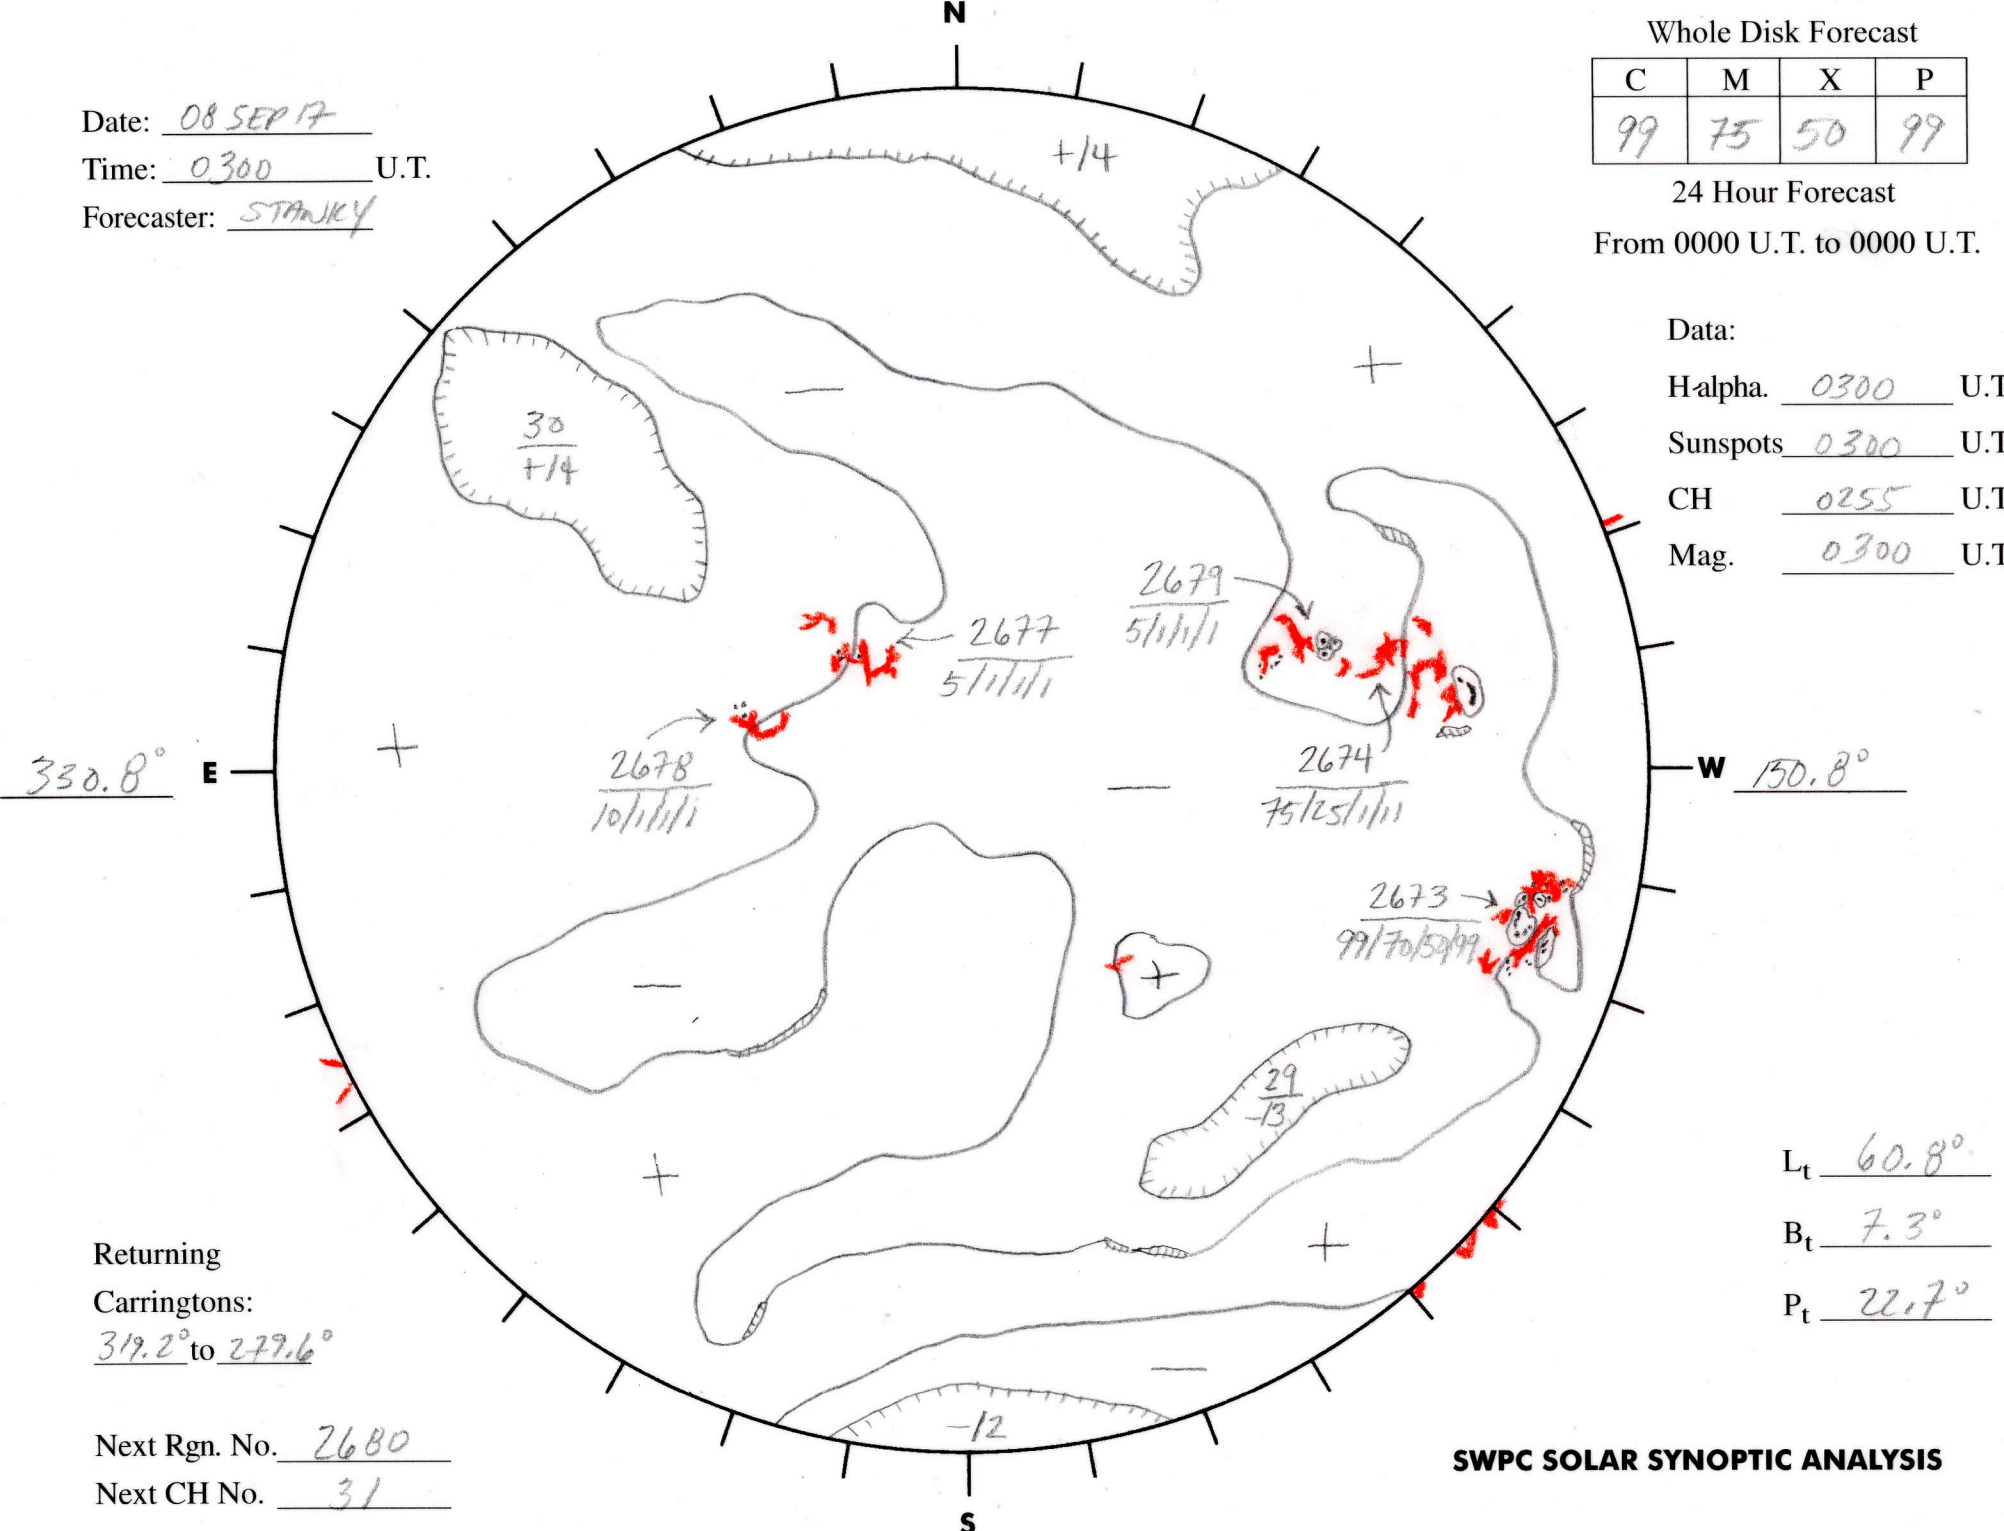 N
Date: 08 SEP 17
Time: 0300 U.T.
Forecaster: STANKY
Whole Disk Forecast
C M X P
99 75 50 99
24 Hour Forecast
From 0000 U.T. to 0000 U.T.
Data:
H-alpha. 0300 U.T
Sunspots 0300 U.T
CH 0255 U.T
Mag. 0300 U.T
+/4
+
—
30
+/4
2679
5/1/1/1
2677
5/1/1/1
2678
10/1/1/1
2674
75/25/1/11
+
—
330.8° E
W 150.8°
2673
99/70/50/99
—
+
29
-13
+
+
—
-12
Lt 60.8°
Bt 7.3°
Pt 22.7°
Returning
Carringtons:
319.2° to 279.6°
Next Rgn. No. 2680
Next CH No. 31
SWPC SOLAR SYNOPTIC ANALYSIS
S